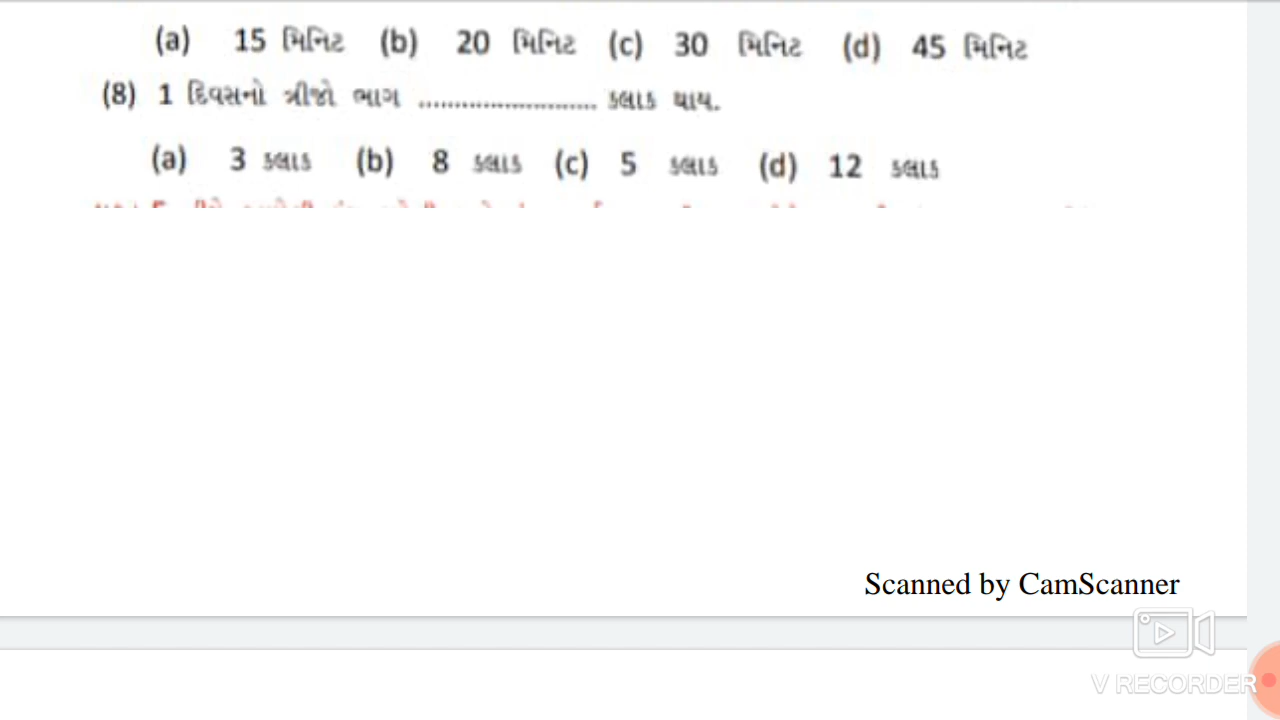 (a) 15 મિનિટ (b) 20 મિનિટ (c) 30 મિનિટ (d) 45 મિનિટ
(8) 1 દિવસનો ત્રીજો ભાગ ......................... કલાક થાય.
(a) 3 કલાક (b) 8 કલાક (c) 5 કલાક (d) 12 કલાક
Scanned by CamScanner
V RECORDER